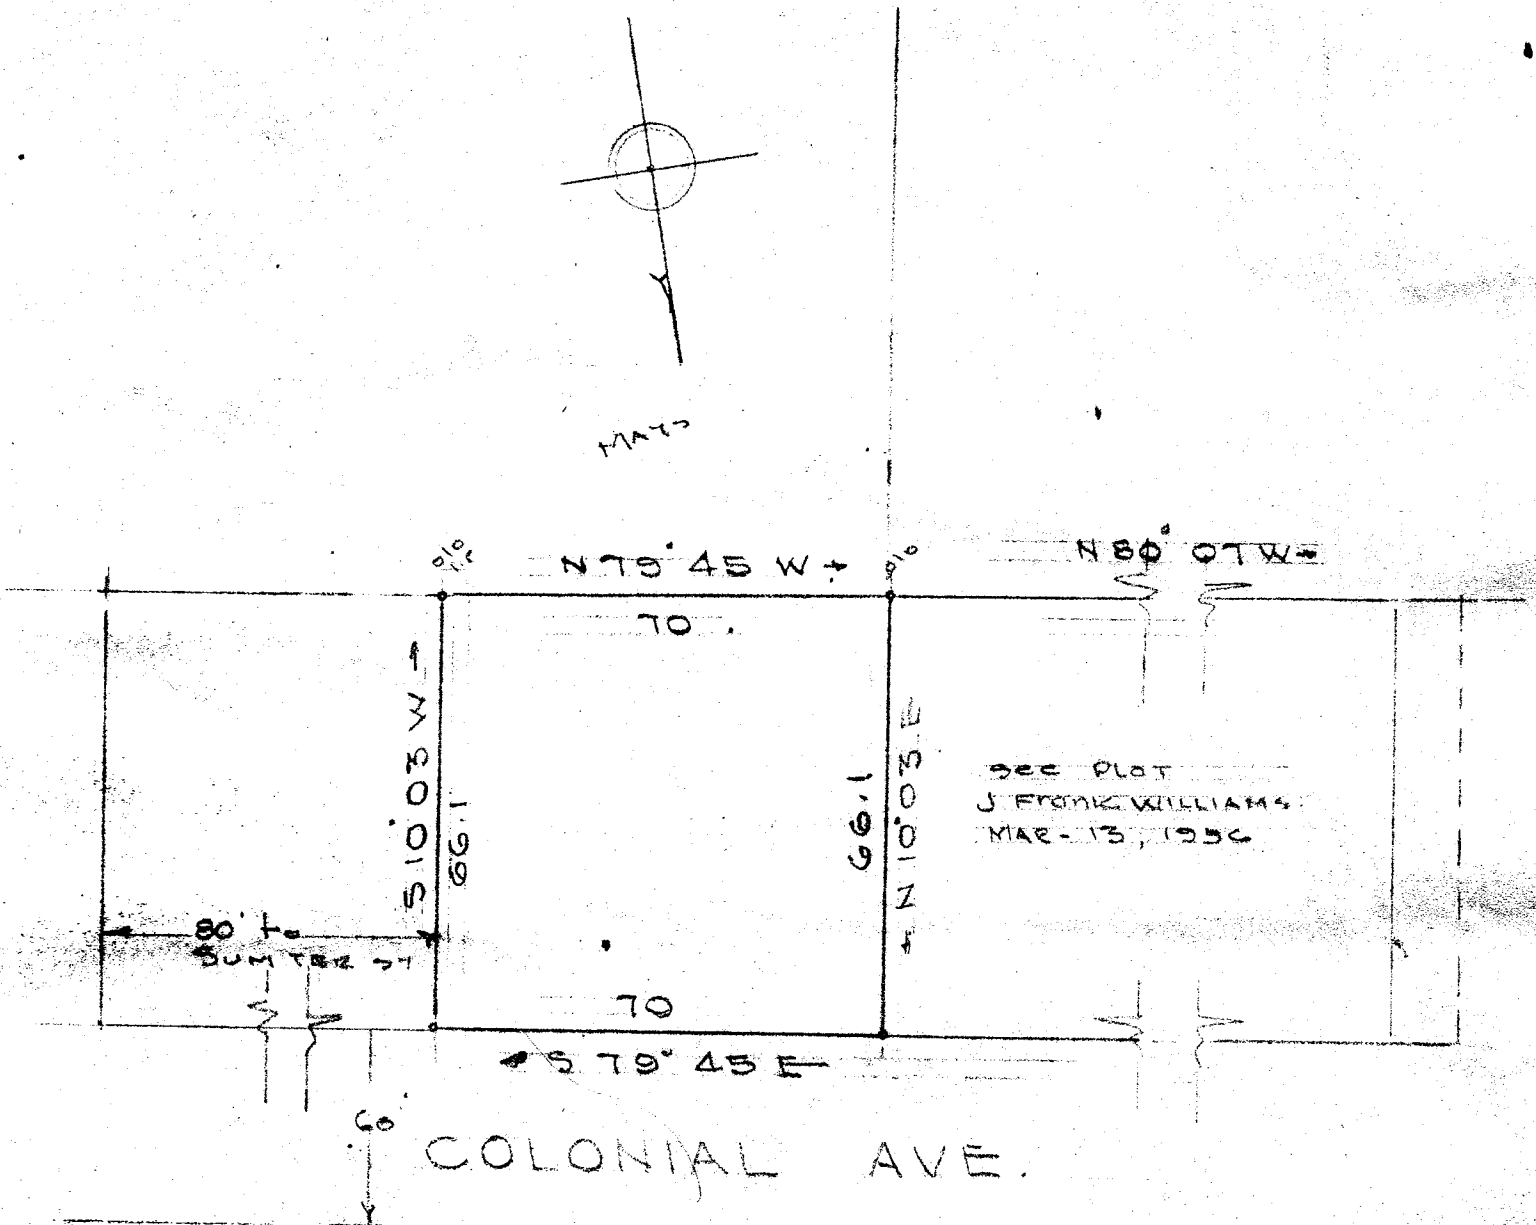 MAYS
N 79° 45 W
N 80° 07 W
70
S 10° 03 W
66.1
66.1
N 10° 03 E
see PLOT
J Frank WILLIAMS
MAR - 13, 1956
80' to
SUMTER ST
70
S 79° 45 E
60'
COLONIAL AVE.